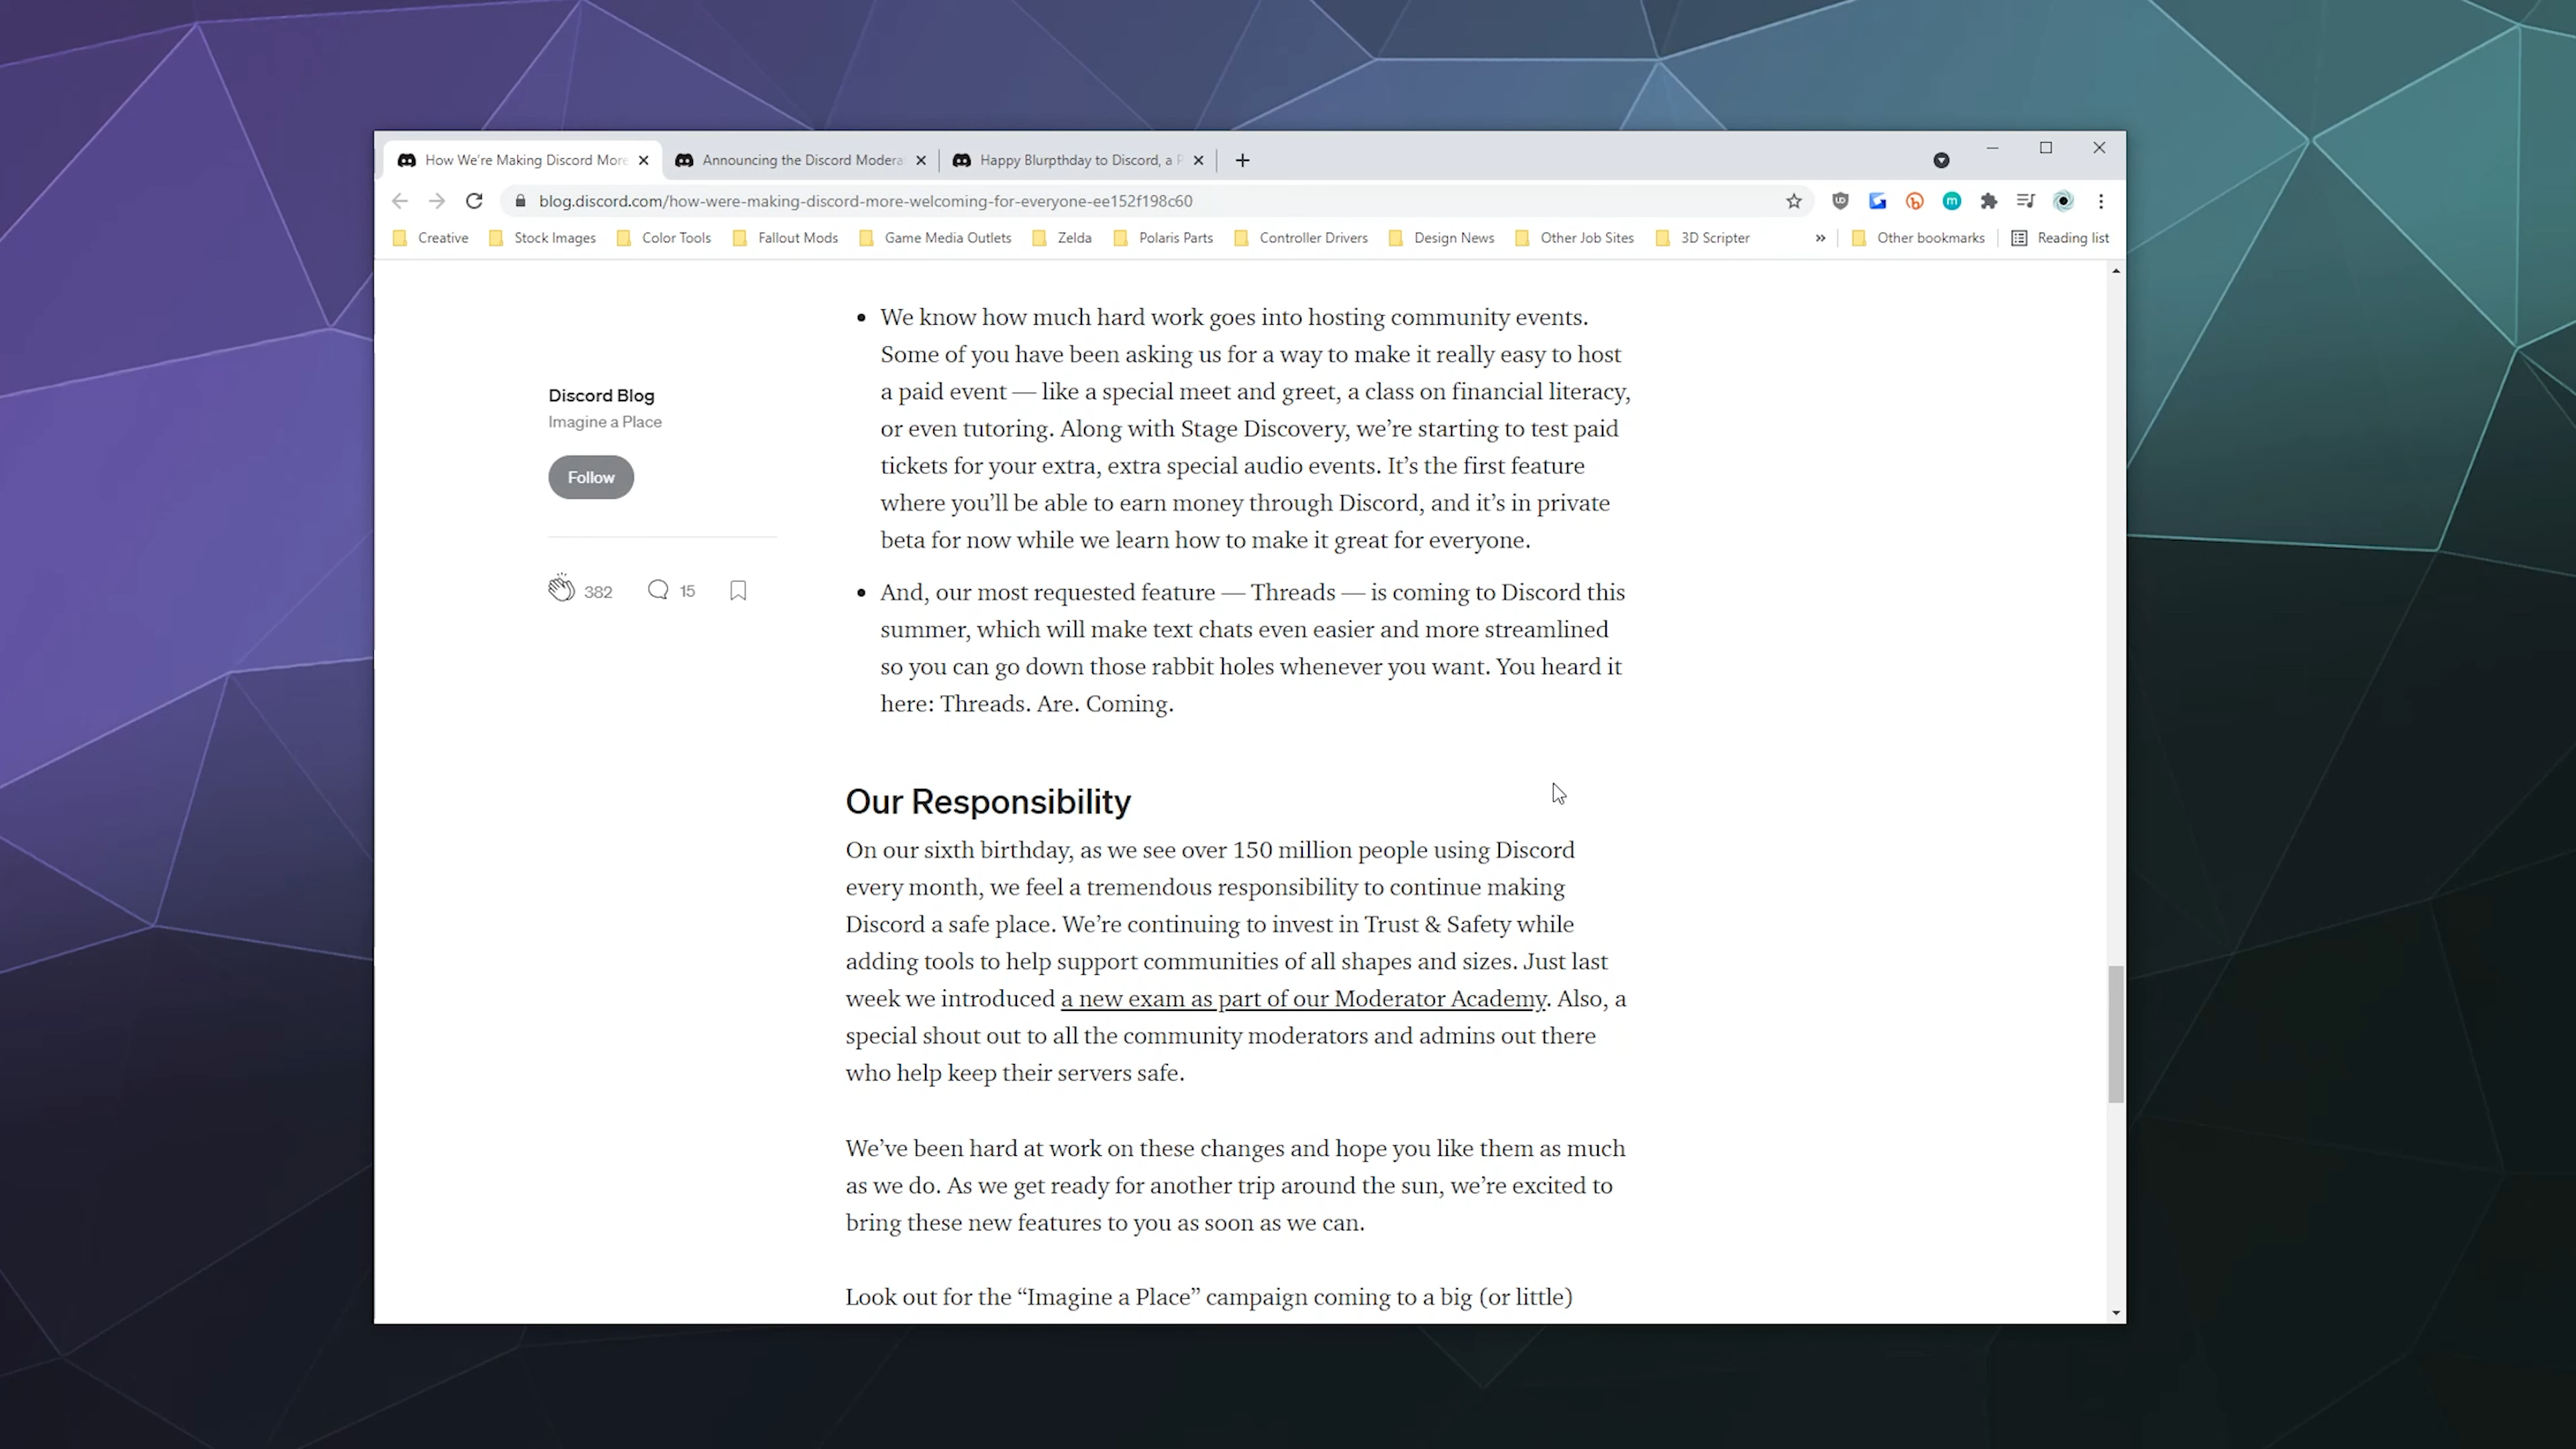 How We're Making Discord More
Announcing the Discord Modera
Happy Blurpthday to Discord, a P
blog.discord.com/how-were-making-discord-more-welcoming-for-everyone-ee152f198c60
Creative
Stock Images
Color Tools
Fallout Mods
Game Media Outlets
Zelda
Polaris Parts
Controller Drivers
Design News
Other Job Sites
3D Scripter
»
Other bookmarks
Reading list
Discord Blog
Imagine a Place
Follow
382
15
• We know how much hard work goes into hosting community events.
Some of you have been asking us for a way to make it really easy to host
a paid event — like a special meet and greet, a class on financial literacy,
or even tutoring. Along with Stage Discovery, we're starting to test paid
tickets for your extra, extra special audio events. It's the first feature
where you'll be able to earn money through Discord, and it's in private
beta for now while we learn how to make it great for everyone.
• And, our most requested feature — Threads — is coming to Discord this
summer, which will make text chats even easier and more streamlined
so you can go down those rabbit holes whenever you want. You heard it
here: Threads. Are. Coming.
Our Responsibility
On our sixth birthday, as we see over 150 million people using Discord
every month, we feel a tremendous responsibility to continue making
Discord a safe place. We're continuing to invest in Trust & Safety while
adding tools to help support communities of all shapes and sizes. Just last
week we introduced a new exam as part of our Moderator Academy. Also, a
special shout out to all the community moderators and admins out there
who help keep their servers safe.
We've been hard at work on these changes and hope you like them as much
as we do. As we get ready for another trip around the sun, we're excited to
bring these new features to you as soon as we can.
Look out for the “Imagine a Place” campaign coming to a big (or little)